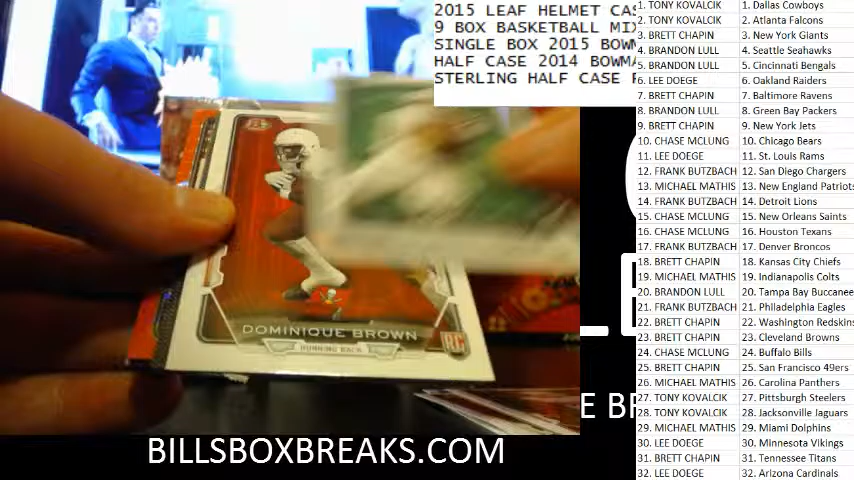 2015 LEAF HELMET CAS
9 BOX BASKETBALL MIX
SINGLE BOX 2015 BOWM
HALF CASE 2014 BOWMA
STERLING HALF CASE
DOMINIQUE BROWN
RUNNING BACK
RC
E BR
BILLSBOXBREAKS.COM
1. TONY KOVALCIK 1. Dallas Cowboys
2. TONY KOVALCIK 2. Atlanta Falcons
3. BRETT CHAPIN 3. New York Giants
4. BRANDON LULL 4. Seattle Seahawks
5. BRANDON LULL 5. Cincinnati Bengals
6. LEE DOEGE 6. Oakland Raiders
7. BRETT CHAPIN 7. Baltimore Ravens
8. BRANDON LULL 8. Green Bay Packers
9. BRETT CHAPIN 9. New York Jets
10. CHASE MCLUNG 10. Chicago Bears
11. LEE DOEGE 11. St. Louis Rams
12. FRANK BUTZBACH 12. San Diego Chargers
13. MICHAEL MATHIS 13. New England Patriots
14. FRANK BUTZBACH 14. Detroit Lions
15. CHASE MCLUNG 15. New Orleans Saints
16. CHASE MCLUNG 16. Houston Texans
17. FRANK BUTZBACH 17. Denver Broncos
18. BRETT CHAPIN 18. Kansas City Chiefs
19. MICHAEL MATHIS 19. Indianapolis Colts
20. BRANDON LULL 20. Tampa Bay Buccanee
21. FRANK BUTZBACH 21. Philadelphia Eagles
22. BRETT CHAPIN 22. Washington Redskins
23. BRETT CHAPIN 23. Cleveland Browns
24. CHASE MCLUNG 24. Buffalo Bills
25. BRETT CHAPIN 25. San Francisco 49ers
26. MICHAEL MATHIS 26. Carolina Panthers
27. TONY KOVALCIK 27. Pittsburgh Steelers
28. TONY KOVALCIK 28. Jacksonville Jaguars
29. MICHAEL MATHIS 29. Miami Dolphins
30. LEE DOEGE 30. Minnesota Vikings
31. BRETT CHAPIN 31. Tennessee Titans
32. LEE DOEGE 32. Arizona Cardinals